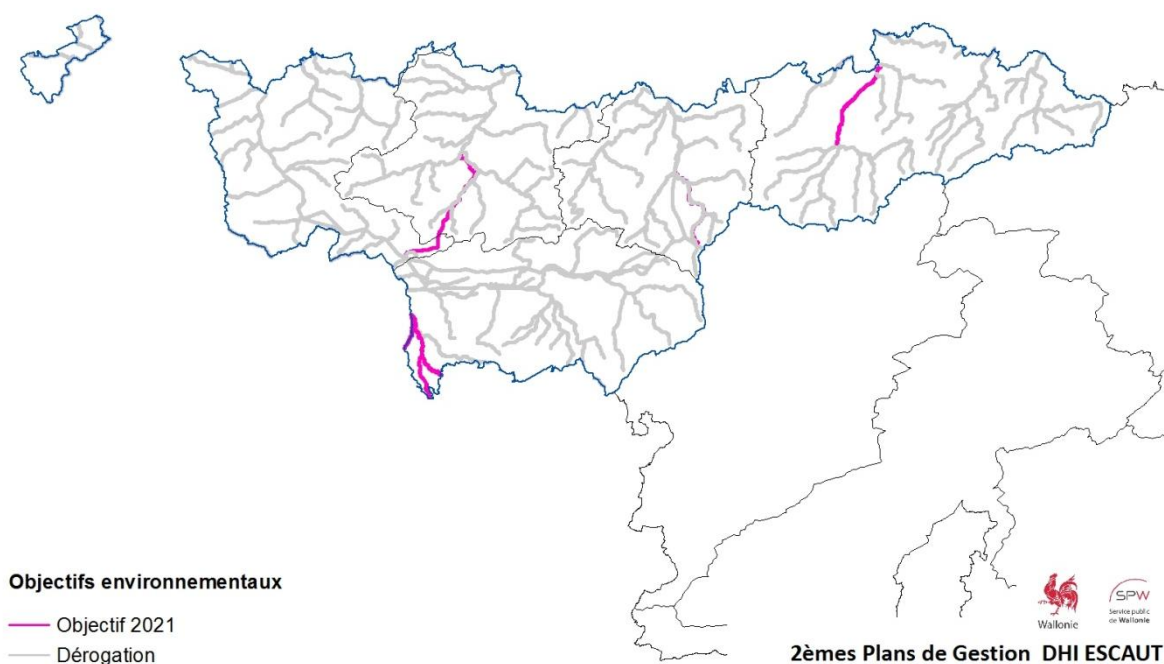 Objectifs environnementaux
Objectif 2021
Dérogation
Wallonie
SPW
Service public
de Wallonie
2èmes Plans de Gestion DHI ESCAUT